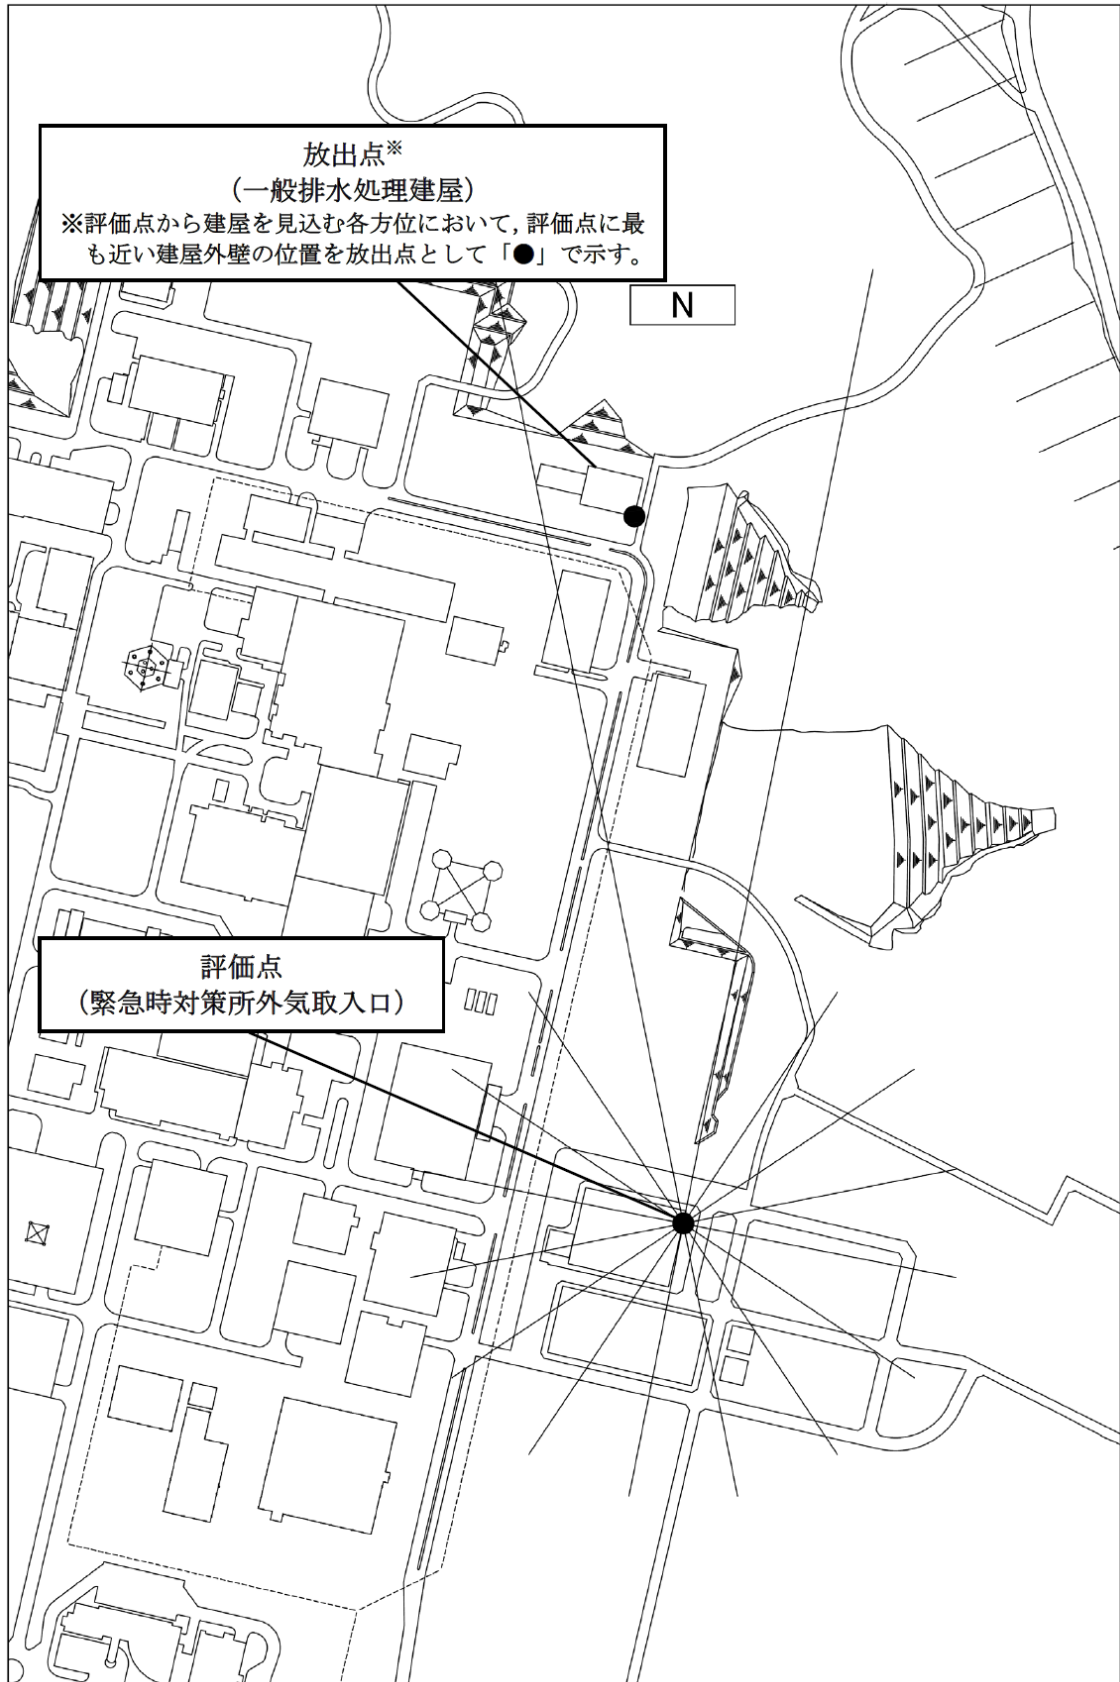 放出点※
（一般排水処理建屋）
※評価点から建屋を見込む各方位において，評価点に最
も近い建屋外壁の位置を放出点として「●」で示す。
N
評価点
（緊急時対策所外気取入口）